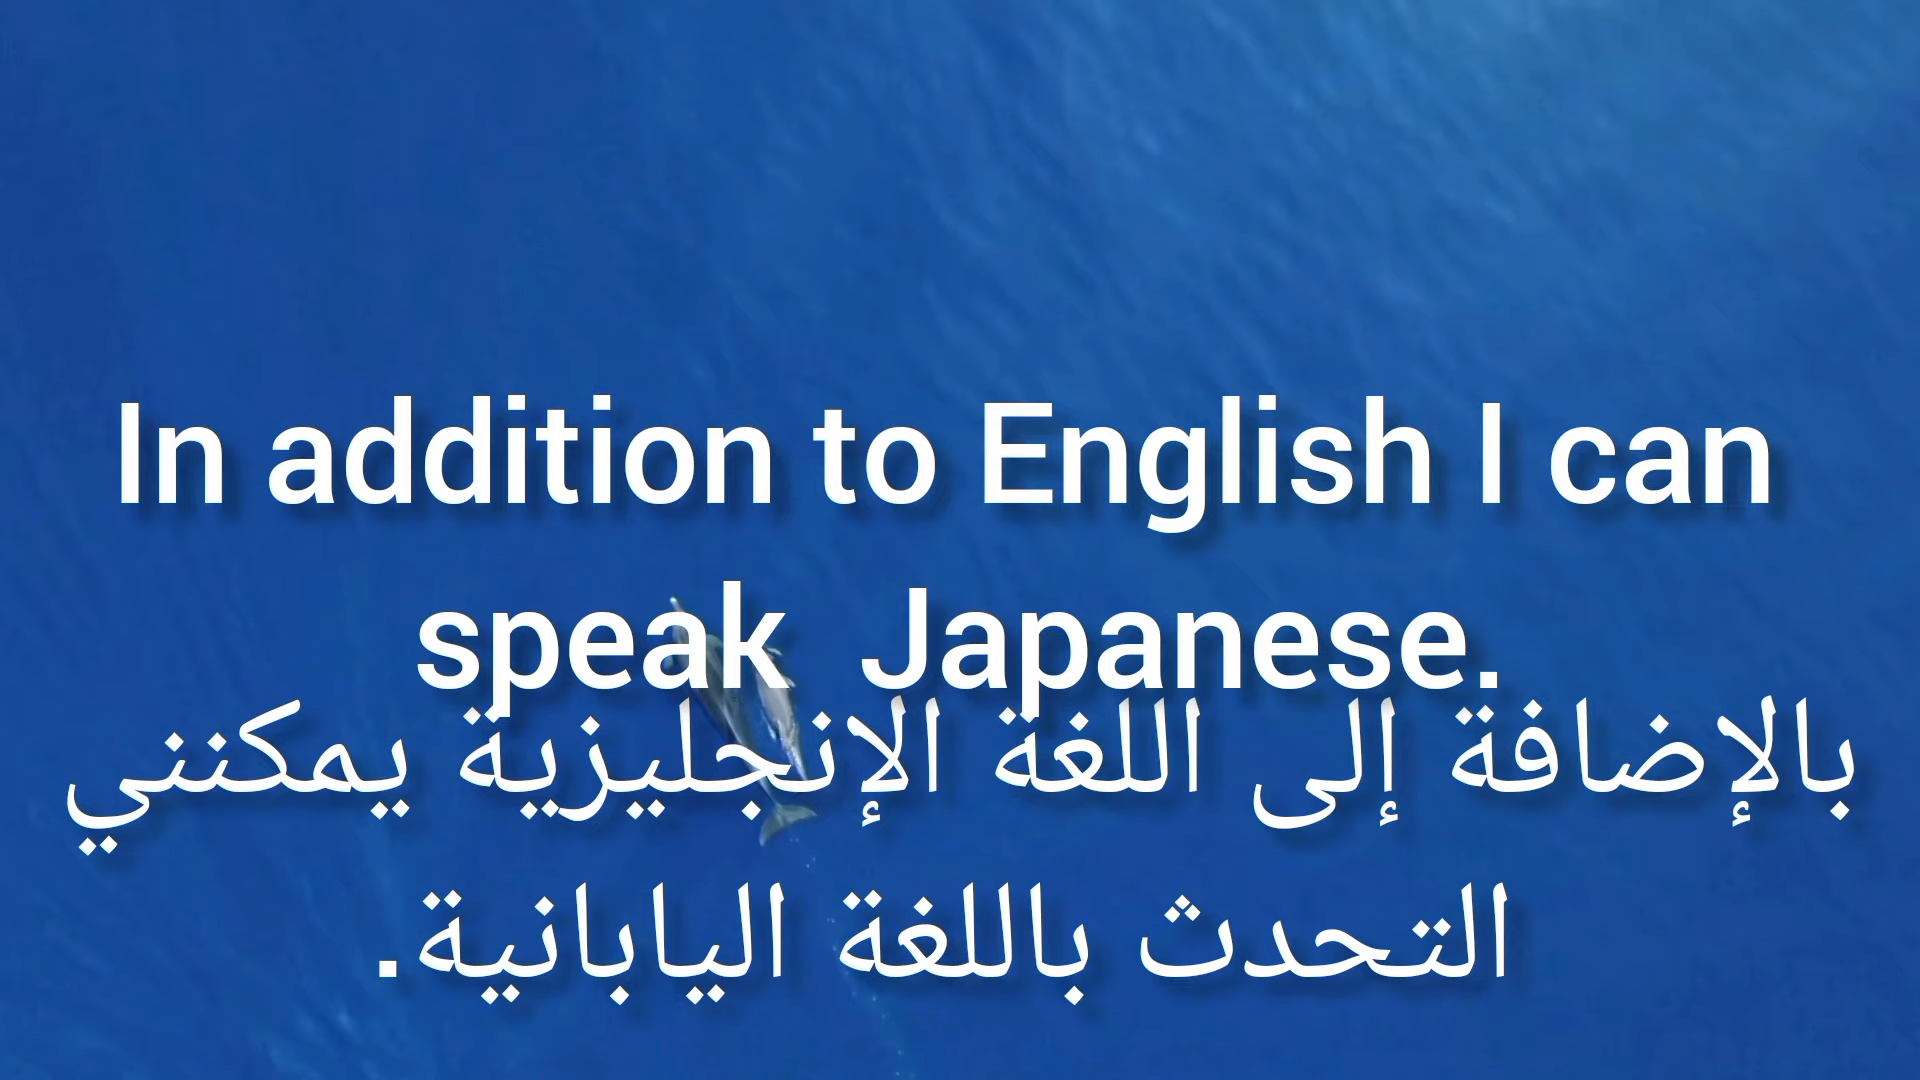 In addition to English I can
speak  Japanese.
بالإضافة إلى اللغة الإنجليزية يمكنني
التحدث باللغة اليابانية.